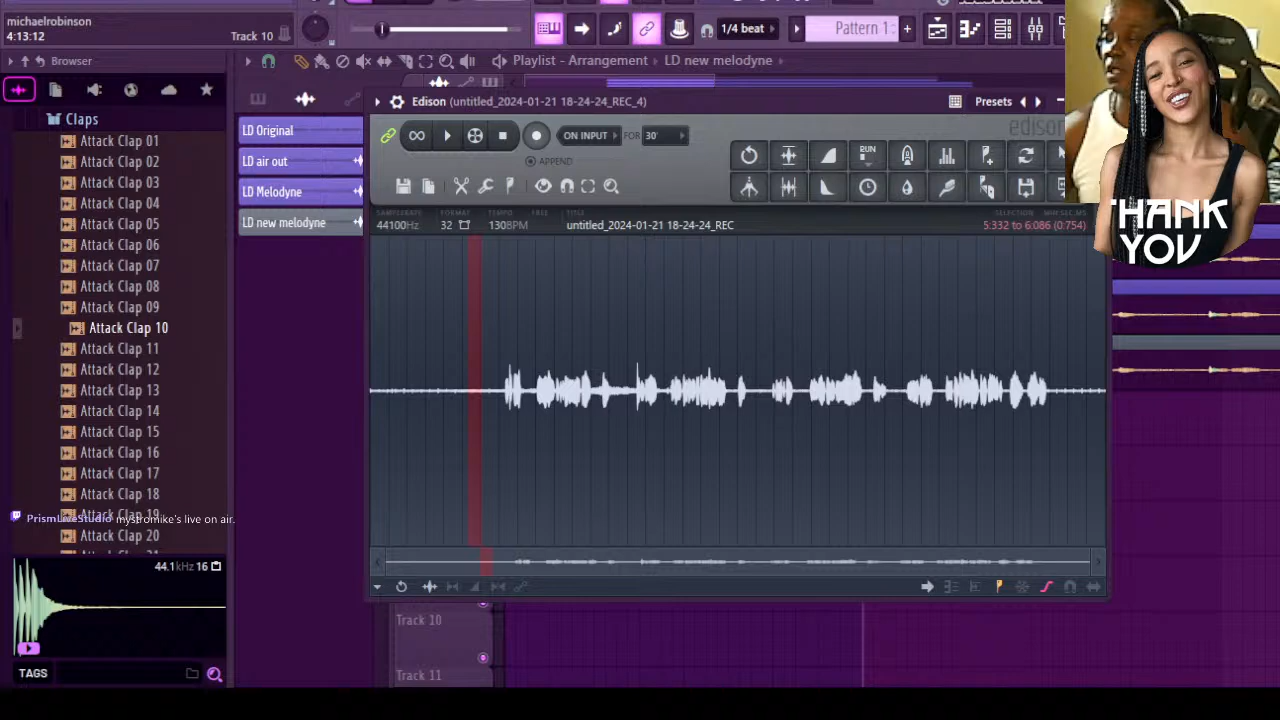 michaelrobinson
4:13:12
Track 10
1/4 beat
Pattern 1
+
Browser
Playlist - Arrangement
LD new melodyne
Claps
Attack Clap 01
Attack Clap 02
Attack Clap 03
Attack Clap 04
Attack Clap 05
Attack Clap 06
Attack Clap 07
Attack Clap 08
Attack Clap 09
Attack Clap 10
Attack Clap 11
Attack Clap 12
Attack Clap 13
Attack Clap 14
Attack Clap 15
Attack Clap 16
Attack Clap 17
Attack Clap 18
Attack Clap 19
PrismLiveStudio mystromike's live on air.
Attack Clap 20
44.1kHz 16
TAGS
LD Original
LD air out
LD Melodyne
LD new melodyne
Edison (untitled_2024-01-21 18-24-24_REC_4)
Presets
edison
ON INPUT FOR 30'
APPEND
RUN
SAMPLERATE FORMAT TEMPO FREE TITLE SELECTION MIN:SEC:MS
44100Hz 32 130BPM untitled_2024-01-21 18-24-24_REC 5:332 to 6:086 (0:754)
THANK
YOU
Track 10
Track 11